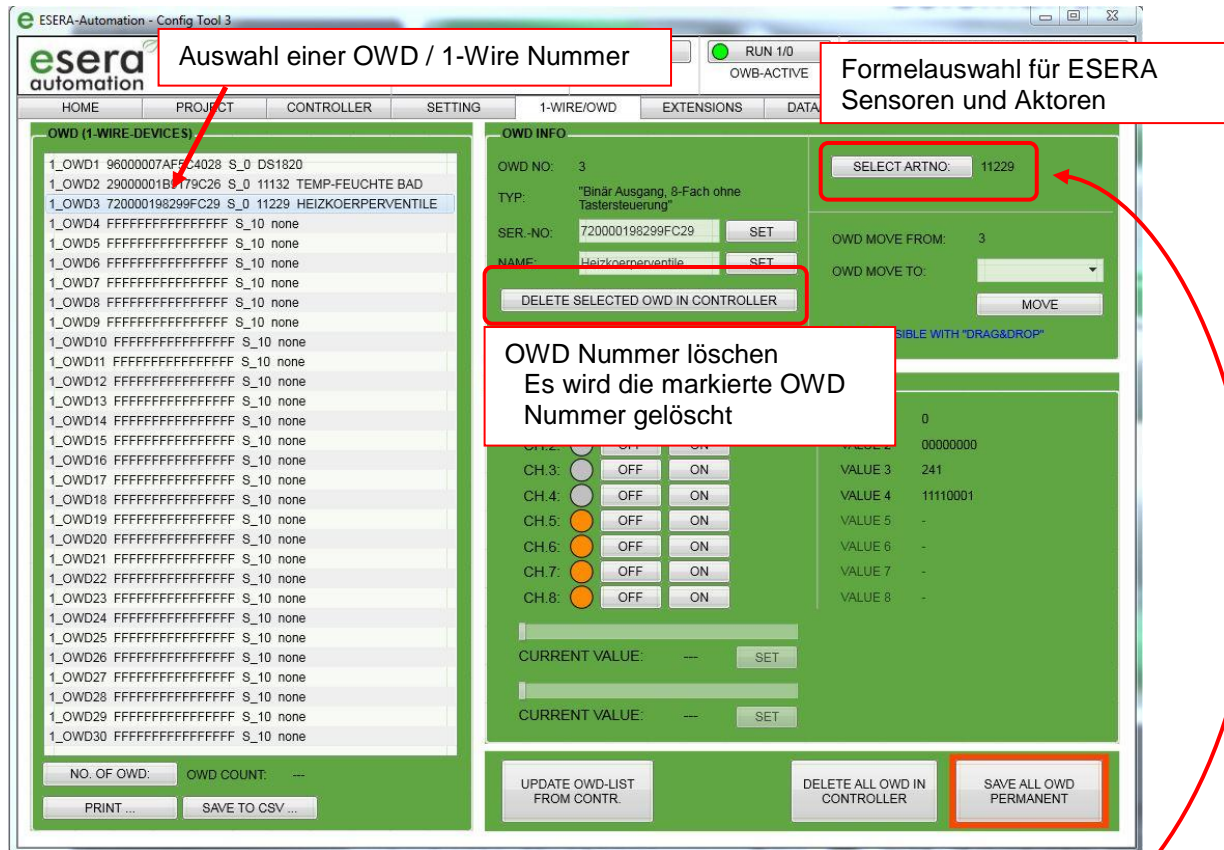 ESERA-Automation - Config Tool 3
esera
automation
Auswahl einer OWD / 1-Wire Nummer
RUN 1/0
OWB-ACTIVE
Formelauswahl für ESERA
Sensoren und Aktoren
HOME PROJECT CONTROLLER SETTING 1-WIRE/OWD EXTENSIONS DATA
OWD (1-WIRE-DEVICES)
1_OWD1 96000007AF5C4028 S_0 DS1820
1_OWD2 29000001B9179C26 S_0 11132 TEMP-FEUCHTE BAD
1_OWD3 720000198299FC29 S_0 11229 HEIZKOERPERVENTILE
1_OWD4 FFFFFFFFFFFFFFFF S_10 none
1_OWD5 FFFFFFFFFFFFFFFF S_10 none
1_OWD6 FFFFFFFFFFFFFFFF S_10 none
1_OWD7 FFFFFFFFFFFFFFFF S_10 none
1_OWD8 FFFFFFFFFFFFFFFF S_10 none
1_OWD9 FFFFFFFFFFFFFFFF S_10 none
1_OWD10 FFFFFFFFFFFFFFFF S_10 none
1_OWD11 FFFFFFFFFFFFFFFF S_10 none
1_OWD12 FFFFFFFFFFFFFFFF S_10 none
1_OWD13 FFFFFFFFFFFFFFFF S_10 none
1_OWD14 FFFFFFFFFFFFFFFF S_10 none
1_OWD15 FFFFFFFFFFFFFFFF S_10 none
1_OWD16 FFFFFFFFFFFFFFFF S_10 none
1_OWD17 FFFFFFFFFFFFFFFF S_10 none
1_OWD18 FFFFFFFFFFFFFFFF S_10 none
1_OWD19 FFFFFFFFFFFFFFFF S_10 none
1_OWD20 FFFFFFFFFFFFFFFF S_10 none
1_OWD21 FFFFFFFFFFFFFFFF S_10 none
1_OWD22 FFFFFFFFFFFFFFFF S_10 none
1_OWD23 FFFFFFFFFFFFFFFF S_10 none
1_OWD24 FFFFFFFFFFFFFFFF S_10 none
1_OWD25 FFFFFFFFFFFFFFFF S_10 none
1_OWD26 FFFFFFFFFFFFFFFF S_10 none
1_OWD27 FFFFFFFFFFFFFFFF S_10 none
1_OWD28 FFFFFFFFFFFFFFFF S_10 none
1_OWD29 FFFFFFFFFFFFFFFF S_10 none
1_OWD30 FFFFFFFFFFFFFFFF S_10 none
NO. OF OWD: OWD COUNT: ---
PRINT ... SAVE TO CSV ...
OWD INFO
OWD NO: 3
TYP: "Binär Ausgang, 8-Fach ohne
Tastersteuerung"
SER.-NO: 720000198299FC29 SET
NAME: Heizkoerperventile SET
DELETE SELECTED OWD IN CONTROLLER
SELECT ARTNO: 11229
OWD MOVE FROM: 3
OWD MOVE TO:
MOVE
WITH "DRAG&DROP"
OWD Nummer löschen
Es wird die markierte OWD
Nummer gelöscht
0
CH.2: OFF ON VALUE 2 00000000
CH.3: OFF ON VALUE 3 241
CH.4: OFF ON VALUE 4 11110001
CH.5: OFF ON VALUE 5 -
CH.6: OFF ON VALUE 6 -
CH.7: OFF ON VALUE 7 -
CH.8: OFF ON VALUE 8 -
CURRENT VALUE: --- SET
CURRENT VALUE: --- SET
UPDATE OWD-LIST
FROM CONTR.
DELETE ALL OWD IN
CONTROLLER
SAVE ALL OWD
PERMANENT